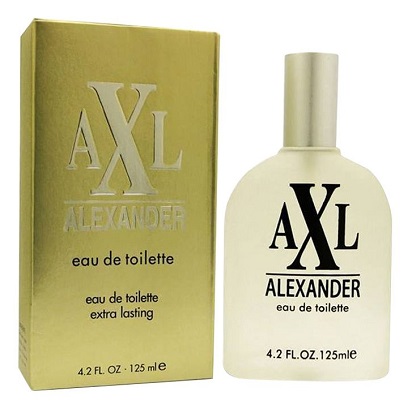 AXL
ALEXANDER
eau de toilette
eau de toilette
extra lasting
4.2 FL. OZ · 125 ml e
AXL
ALEXANDER
eau de toilette
4.2 FL.OZ.125ml e